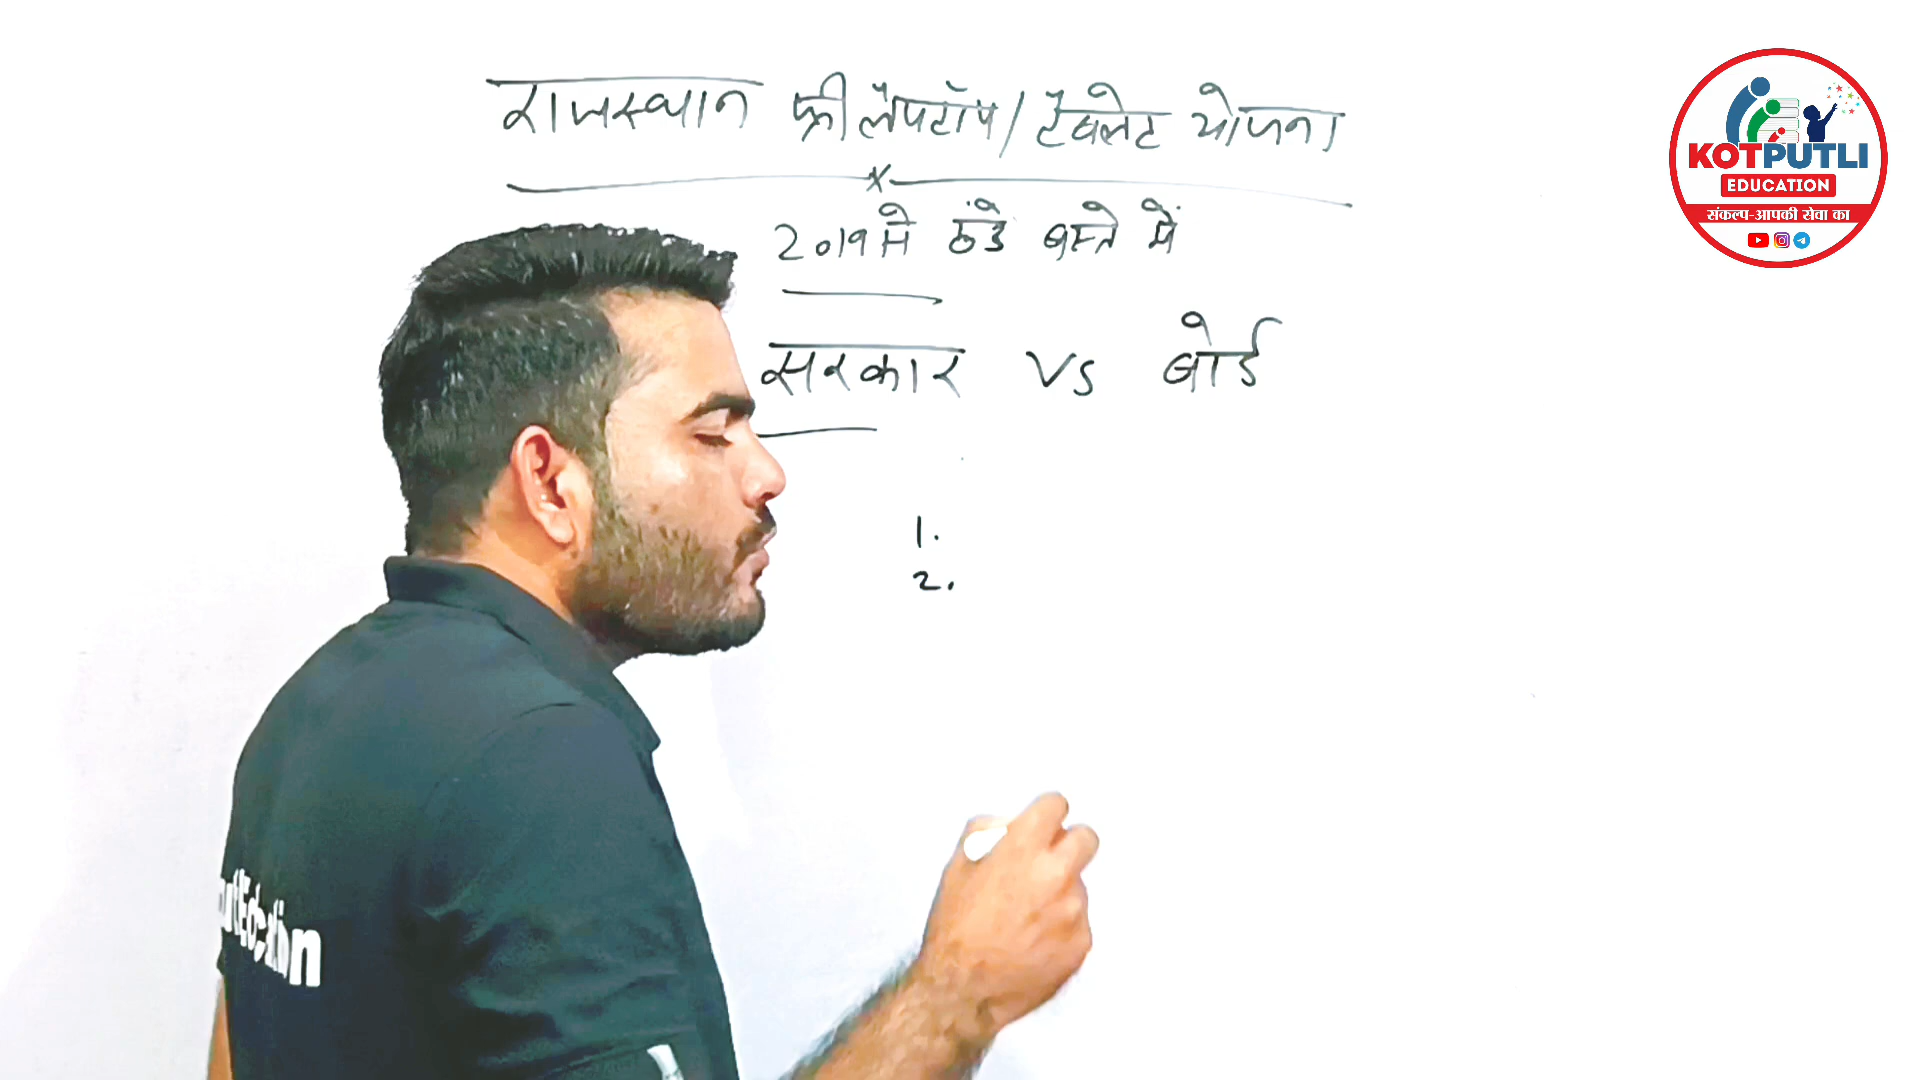 राजस्थान फ्री लैपटॉप/टैबलेट योजना
x
2019 से ठंडे बस्ते में
सरकार Vs बोर्ड
1.
2.
KOTPUTLI
EDUCATION
संकल्प-आपकी सेवा का